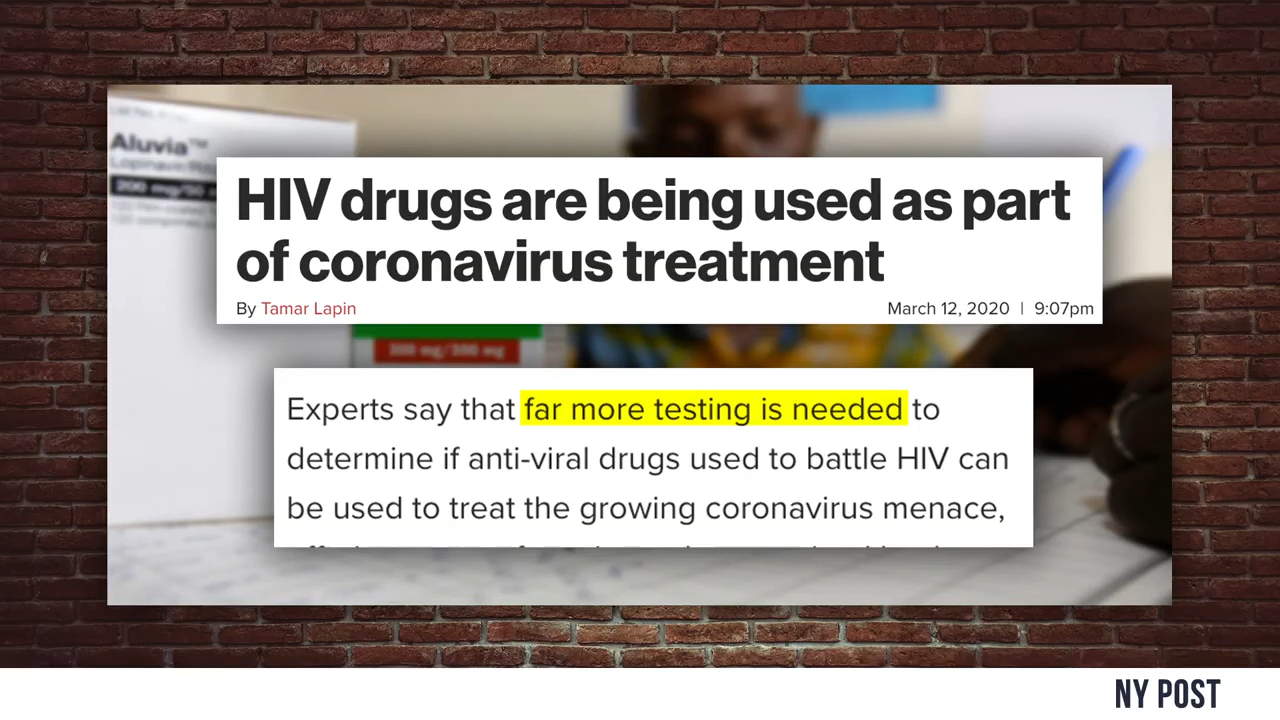 Aluvia™
HIV drugs are being used as part
of coronavirus treatment
By Tamar Lapin
March 12, 2020 | 9:07pm
Experts say that far more testing is needed to
determine if anti-viral drugs used to battle HIV can
be used to treat the growing coronavirus menace,
NY POST